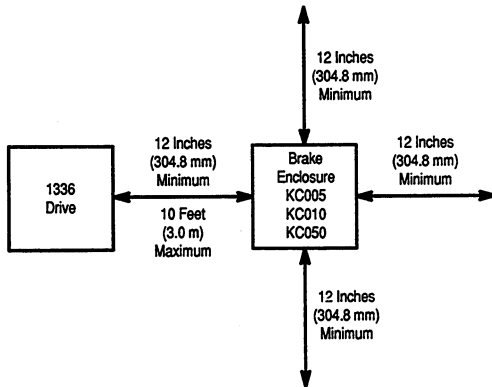 12 Inches
(304.8 mm)
Minimum
1336
Drive
12 Inches
(304.8 mm)
Minimum
10 Feet
(3.0 m)
Maximum
Brake
Enclosure
KC005
KC010
KC050
12 Inches
(304.8 mm)
Minimum
12 Inches
(304.8 mm)
Minimum